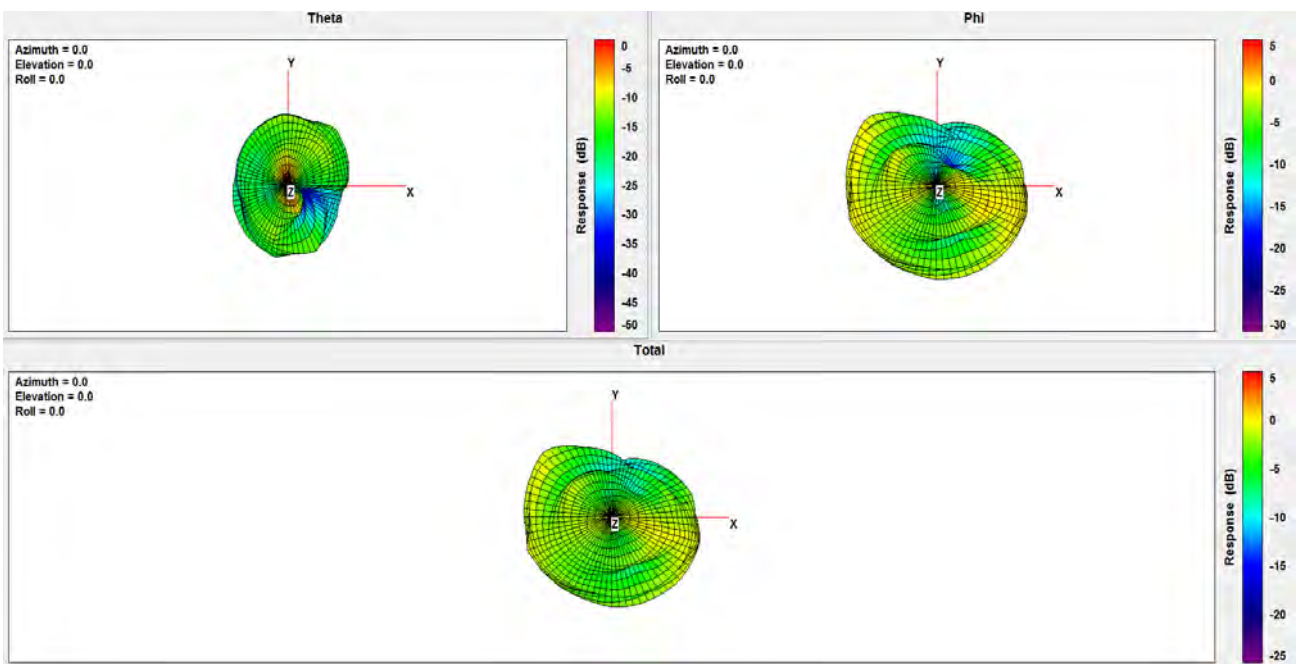 Theta
Azimuth = 0.0
Elevation = 0.0
Roll = 0.0
Y
X
Z
0
-5
-10
-15
-20
-25
-30
-35
-40
-45
-50
Response (dB)
Phi
Azimuth = 0.0
Elevation = 0.0
Roll = 0.0
Y
X
Z
5
0
-5
-10
-15
-20
-25
-30
Response (dB)
Total
Azimuth = 0.0
Elevation = 0.0
Roll = 0.0
Y
X
Z
5
0
-5
-10
-15
-20
-25
Response (dB)